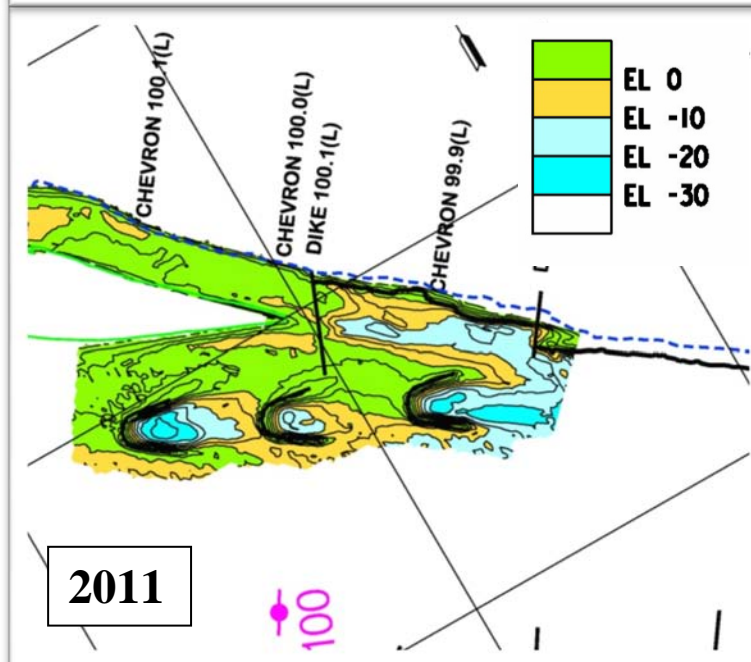 CHEVRON 100.1(L)
CHEVRON 100.0(L)
DIKE 100.1(L)
CHEVRON 99.9(L)
EL 0
EL -10
EL -20
EL -30
2011
100